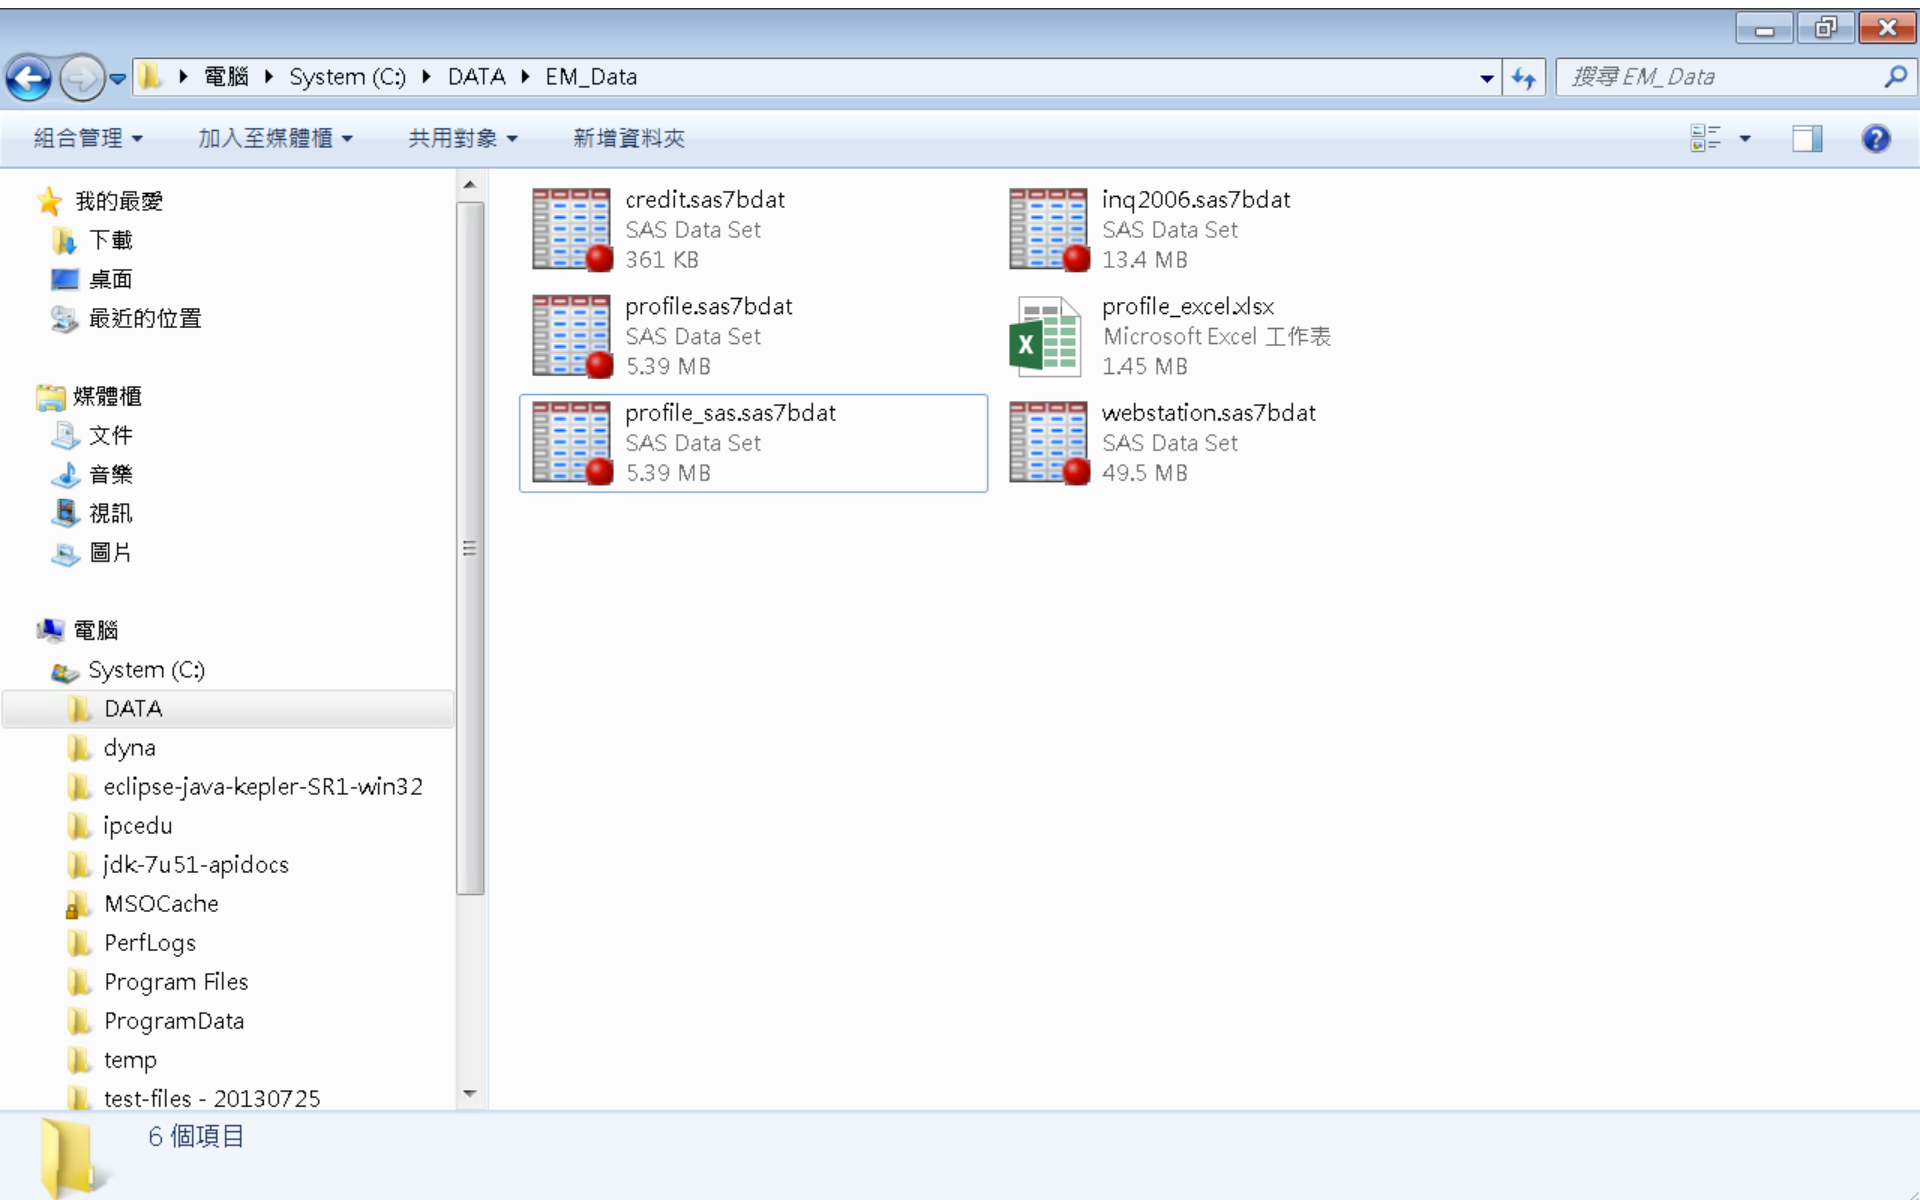 電腦 System (C:) DATA EM_Data
搜尋 EM_Data
組合管理 加入至媒體櫃 共用對象 新增資料夾
我的最愛
下載
桌面
最近的位置
媒體櫃
文件
音樂
視訊
圖片
電腦
System (C:)
DATA
dyna
eclipse-java-kepler-SR1-win32
ipcedu
jdk-7u51-apidocs
MSOCache
PerfLogs
Program Files
ProgramData
temp
test-files - 20130725
credit.sas7bdat
SAS Data Set
361 KB
inq2006.sas7bdat
SAS Data Set
13.4 MB
profile.sas7bdat
SAS Data Set
5.39 MB
profile_excel.xlsx
Microsoft Excel 工作表
1.45 MB
profile_sas.sas7bdat
SAS Data Set
5.39 MB
webstation.sas7bdat
SAS Data Set
49.5 MB
6 個項目